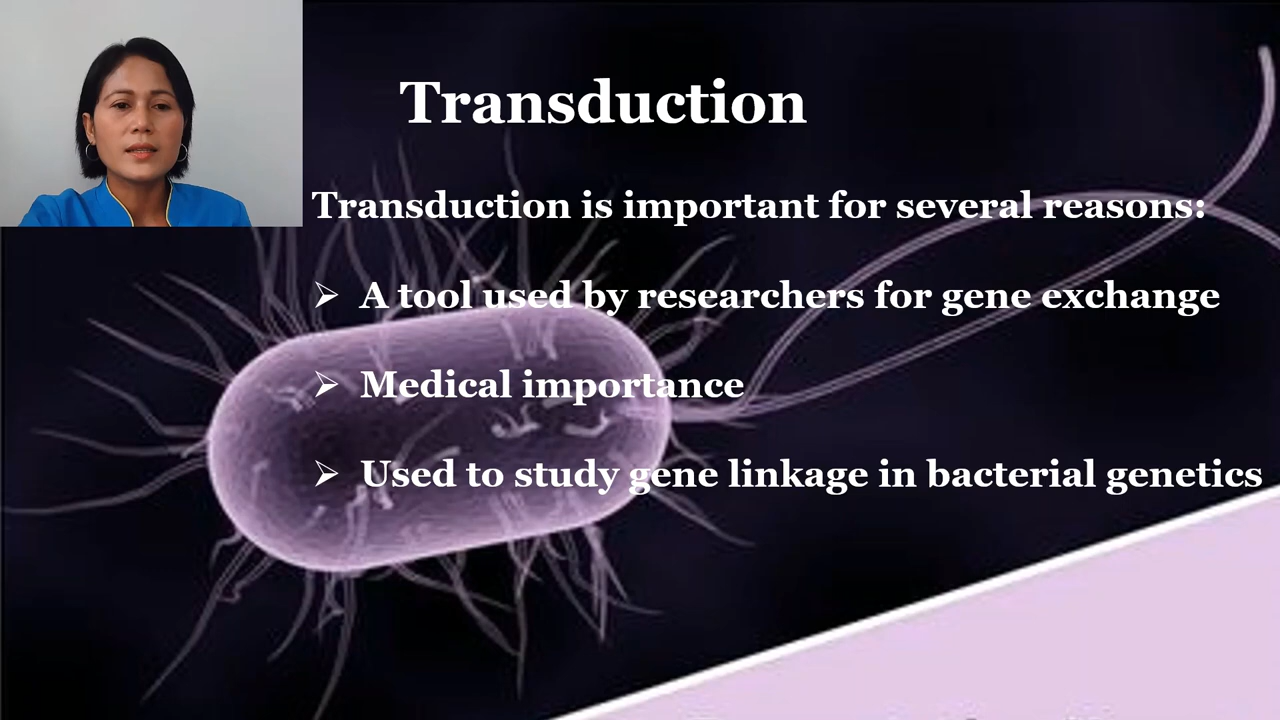 Transduction
Transduction is important for several reasons:
➢ A tool used by researchers for gene exchange
➢ Medical importance
➢ Used to study gene linkage in bacterial genetics